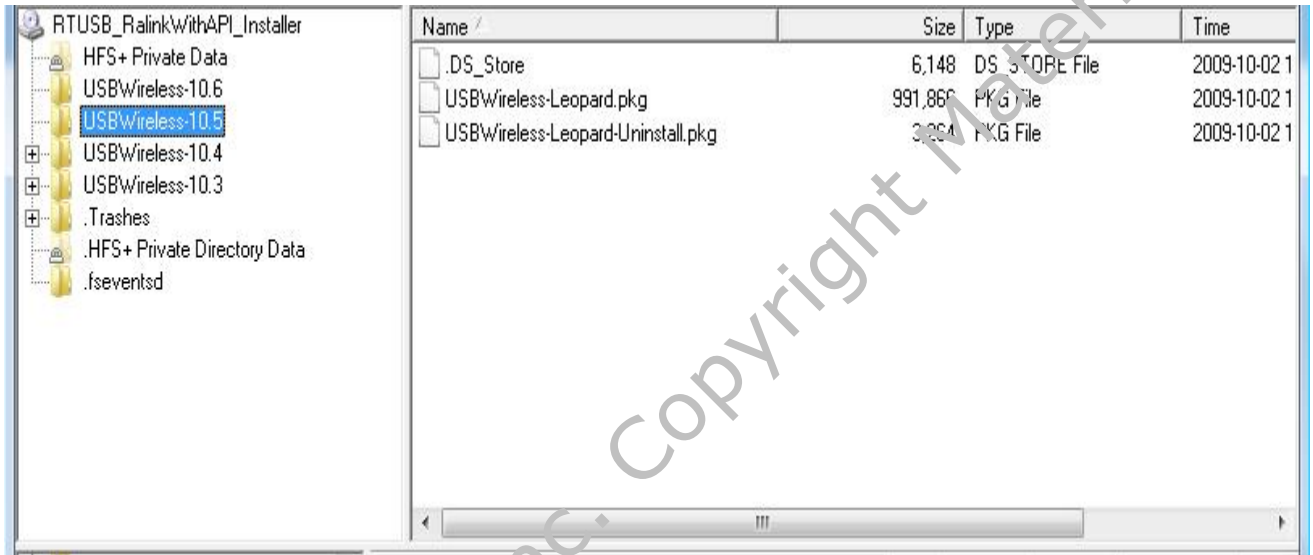 RTUSB_RalinkWithAPI_Installer
HFS+ Private Data
USBWireless-10.6
USBWireless-10.5
USBWireless-10.4
USBWireless-10.3
.Trashes
.HFS+ Private Directory Data
.fseventsd
Name Size Type Time
.DS_Store 6,148 DS_STORE File 2009-10-02 1
USBWireless-Leopard.pkg PKG File 2009-10-02 1
USBWireless-Leopard-Uninstall.pkg PKG File 2009-10-02 1
nc. Copyright Mater